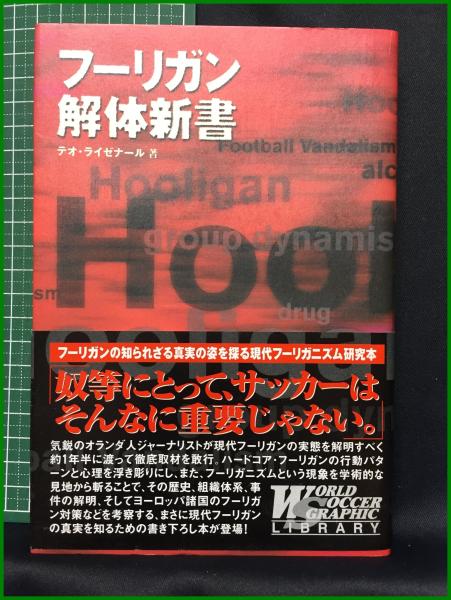 フーリガン
解体新書
テオ・ライゼナール 著
Football Vandalism
alc
Hooligan
group dynamis
Hool
sm
drug
フーリガンの知られざる真実の姿を探る現代フーリガニズム研究本
「奴等にとって、サッカーは
そんなに重要じゃない。」
気鋭のオランダ人ジャーナリストが現代フーリガンの実態を解明すべく
約1年半に渡って徹底取材を敢行。ハードコア・フーリガンの行動パタ
ーンと心理を浮き彫りにし、また、フーリガニズムという現象を学術的な
見地から斬ることで、その歴史、組織体系、事
件の解明、そしてヨーロッパ諸国のフーリガ
ン対策などを考察する、まさに現代フーリガン
の真実を知るための書き下ろし本が登場!
WORLD
SOCCER
GRAPHIC
LIBRARY